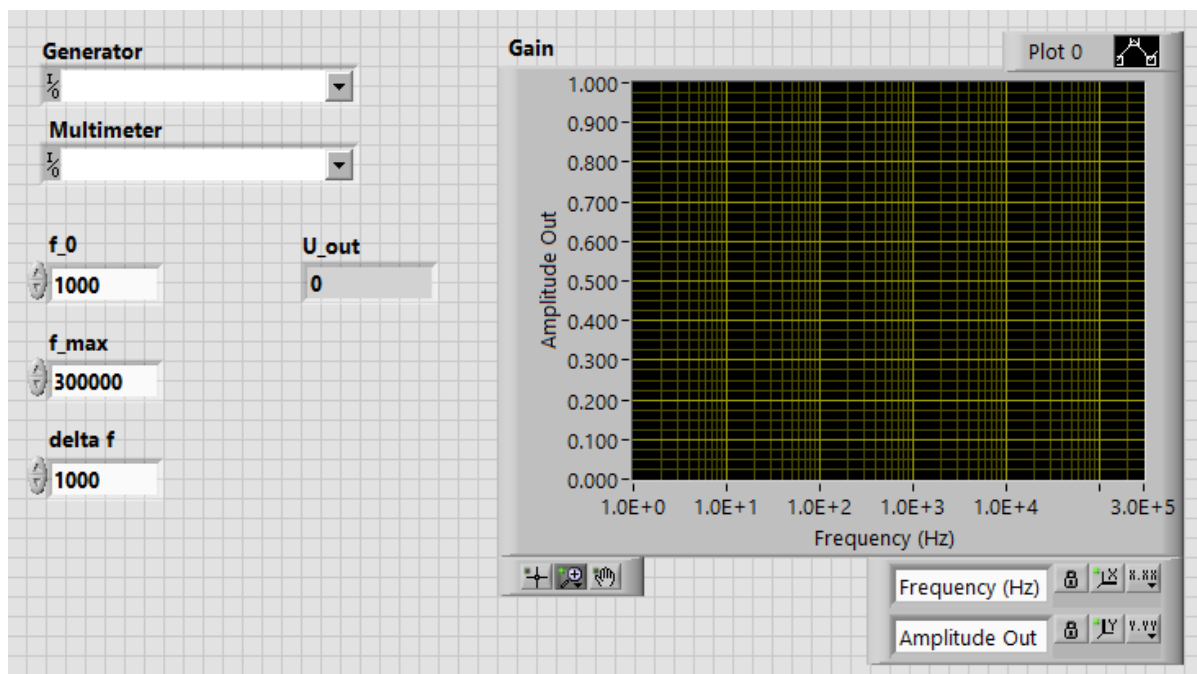 Generator
I/O
Multimeter
I/O
f_0
1000
U_out
0
f_max
300000
delta f
1000
Gain
Plot 0
1.000
0.900
0.800
0.700
0.600
0.500
0.400
0.300
0.200
0.100
0.000
Amplitude Out
1.0E+0 1.0E+1 1.0E+2 1.0E+3 1.0E+4 3.0E+5
Frequency (Hz)
Frequency (Hz) X X.XX
Amplitude Out Y Y.YY